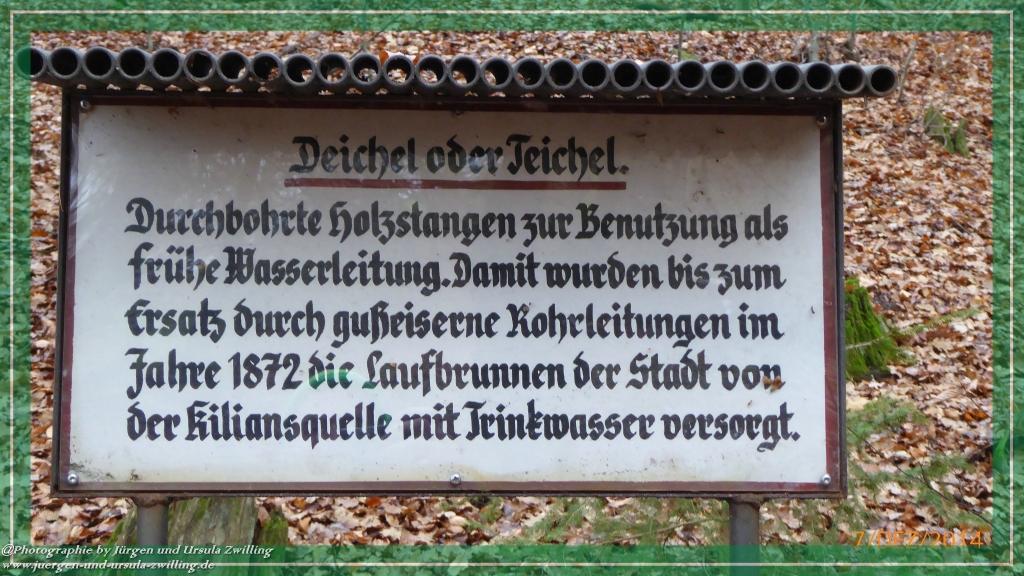 Deichel oder Teichel.
Durchbohrte Holzstangen zur Benutzung als
frühe Wasserleitung. Damit wurden bis zum
Ersatz durch gußeiserne Rohrleitungen im
Jahre 1872 die Laufbrunnen der Stadt von
der Kiliansquelle mit Trinkwasser versorgt.
@Photographie by Jürgen und Ursula Zwilling
www.juergen-und-ursula-zwilling.de